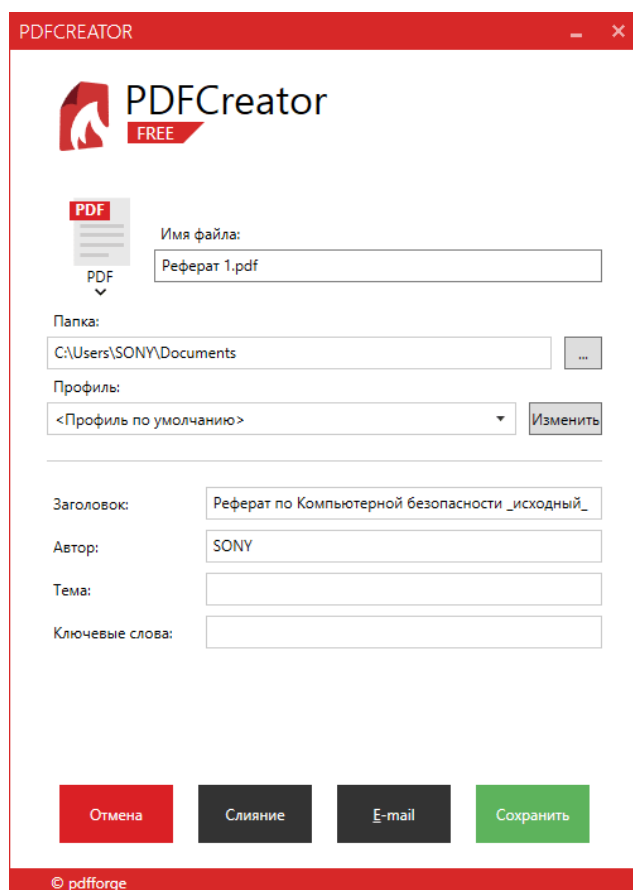 PDFCREATOR
PDFCreator
FREE
PDF
PDF
Имя файла:
Реферат 1.pdf
Папка:
C:\Users\SONY\Documents
...
Профиль:
<Профиль по умолчанию>
Изменить
Заголовок:
Реферат по Компьютерной безопасности _исходный_
Автор:
SONY
Тема:
Ключевые слова:
Отмена
Слияние
E-mail
Сохранить
© pdfforge